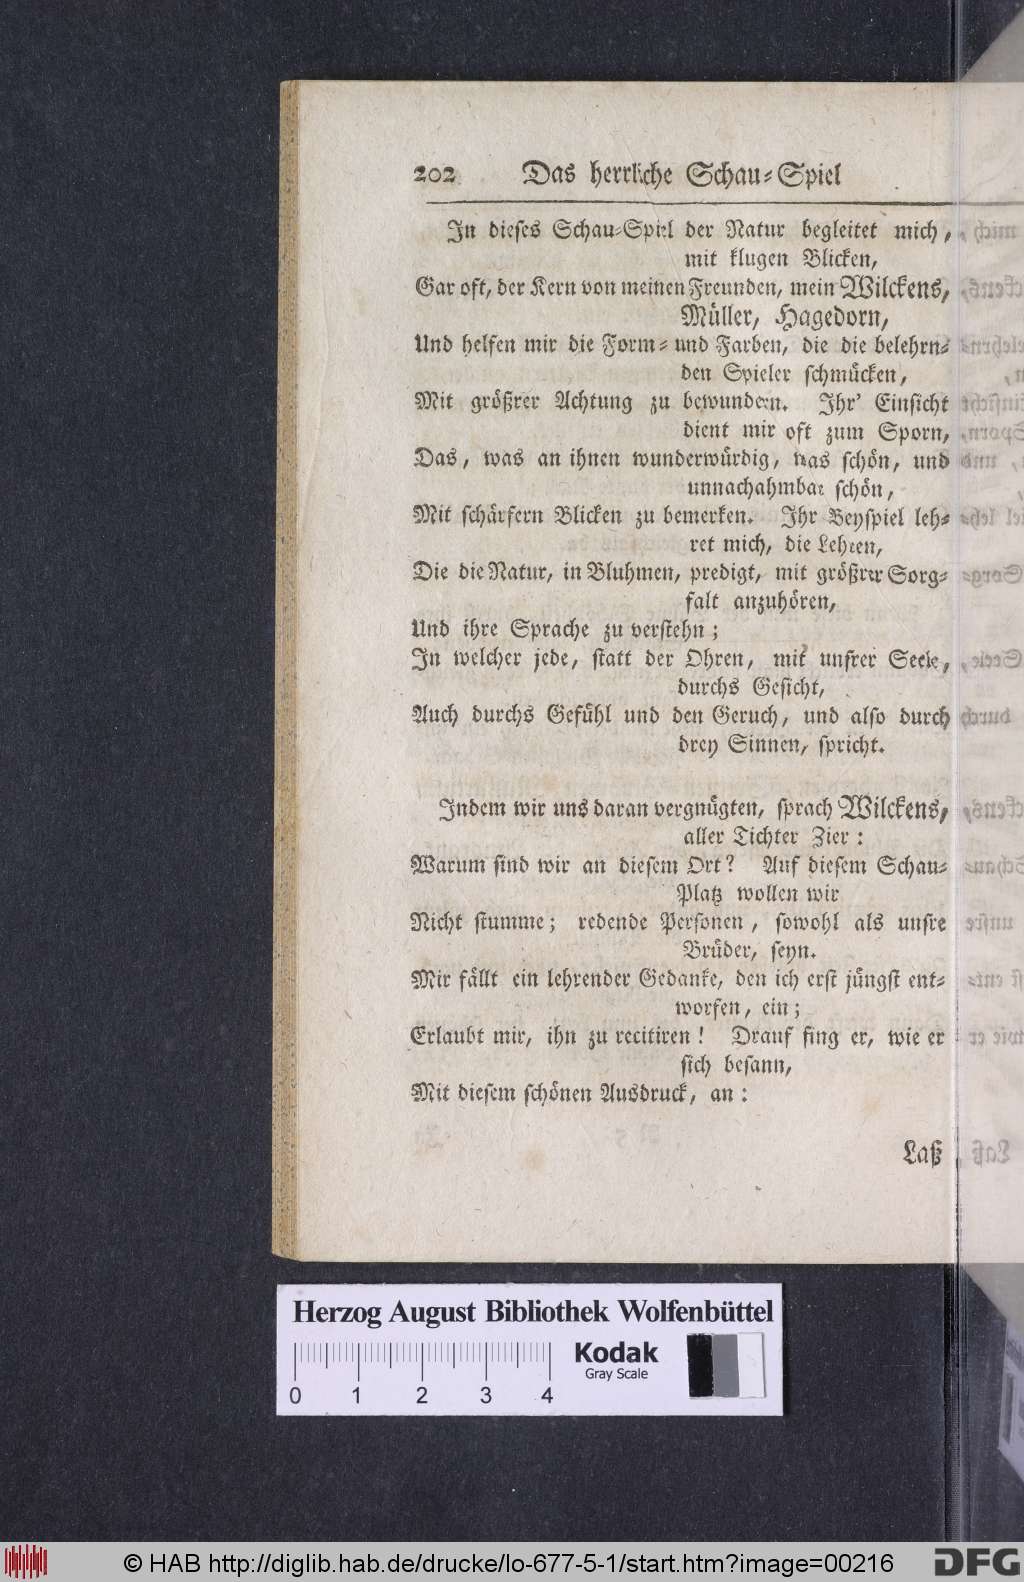 202 Das herrliche Schau-Spiel
In dieses Schau-Spiel der Natur begleitet mich,
mit klugen Blicken,
Gar oft, der Kern von meinen Freunden, mein Wilckens,
Müller, Hagedorn,
Und helfen mir die Form- und Farben, die die belehrn-
den Spieler schmücken,
Mit größrer Achtung zu bewundern. Ihr' Einsicht
dient mir oft zum Sporn,
Das, was an ihnen wunderwürdig, was schön, und
unnachahmbar schön,
Mit schärfern Blicken zu bemerken. Ihr Beyspiel leh-
ret mich, die Lehren,
Die die Natur, in Bluhmen, predigt, mit größrer Sorg-
falt anzuhören,
Und ihre Sprache zu verstehn;
In welcher jede, statt der Ohren, mit unsrer Seele,
durchs Gesicht,
Auch durchs Gefühl und den Geruch, und also durch
drey Sinnen, spricht.
Indem wir uns daran vergnügten, sprach Wilckens,
aller Tichter Zier:
Warum sind wir an diesem Ort? Auf diesem Schau-
Platz wollen wir
Nicht stumme; redende Personen, sowohl als unsre
Brüder, seyn.
Mir fällt ein lehrender Gedanke, den ich erst jüngst ent-
worfen, ein;
Erlaubt mir, ihn zu recitiren! Drauf fing er, wie er
sich besann,
Mit diesem schönen Ausdruck, an:
Laß
Herzog August Bibliothek Wolfenbüttel
0 1 2 3 4
Kodak
Gray Scale
© HAB http://diglib.hab.de/drucke/lo-677-5-1/start.htm?image=00216
DFG